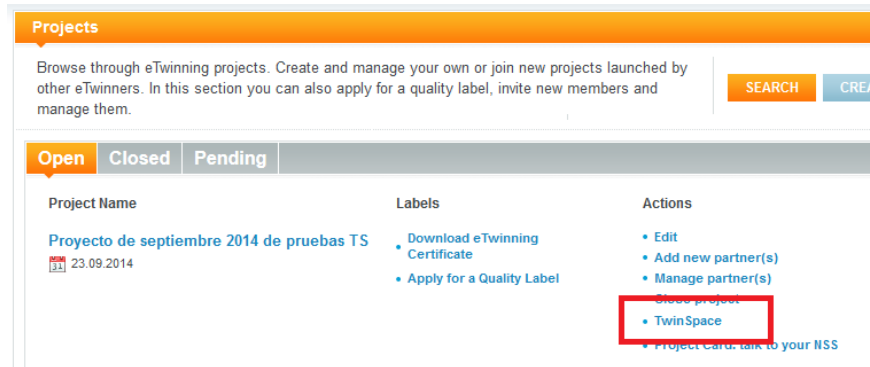 Projects
Browse through eTwinning projects. Create and manage your own or join new projects launched by
other eTwinners. In this section you can also apply for a quality label, invite new members and
manage them.
SEARCH
Open Closed Pending
Project Name Labels Actions
Proyecto de septiembre 2014 de pruebas TS
31 23.09.2014
Download eTwinning
Certificate
• Apply for a Quality Label
• Edit
• Add new partner(s)
• Manage partner(s)
• Close project
• TwinSpace
• Project Card: talk to your NSS